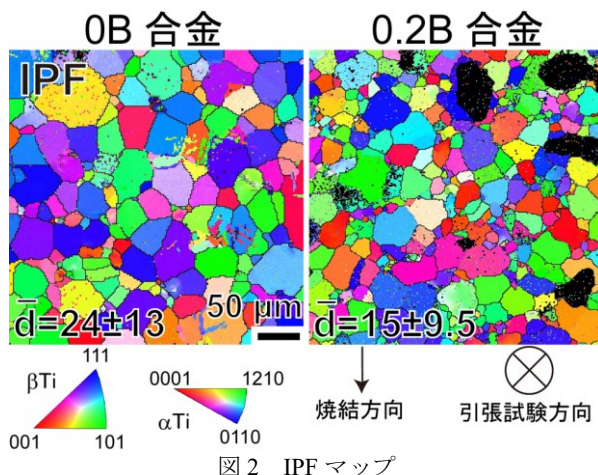 0B 合金
0.2B 合金
IPF
d̅=24±13
50 µm
d̅=15±9.5
111
βTi
001
101
0001
1210
αTi
0110
焼結方向
引張試験方向
図 2 IPF マップ